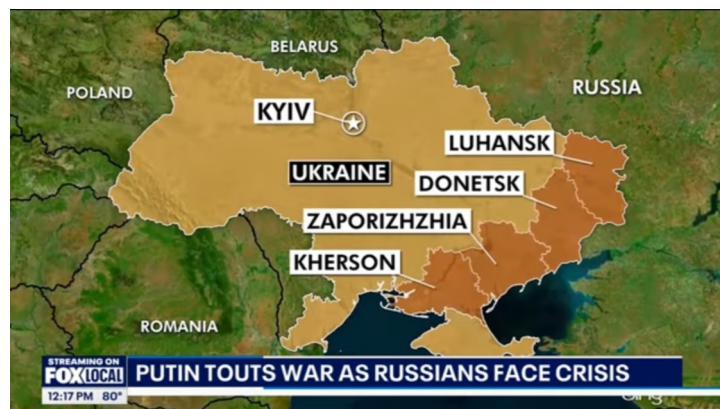 BELARUS
POLAND
RUSSIA
KYIV
LUHANSK
UKRAINE
DONETSK
ZAPORIZHZHIA
KHERSON
ROMANIA
STREAMING ON
FOX LOCAL
PUTIN TOUTS WAR AS RUSSIANS FACE CRISIS
12:17 PM 80°